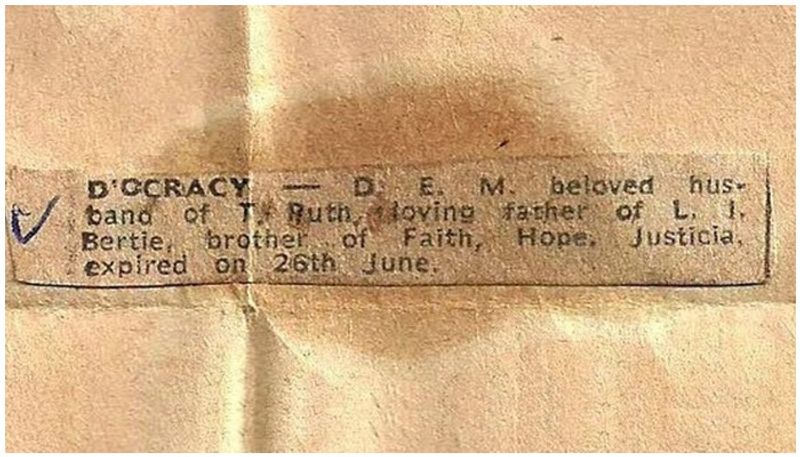 D'OCRACY — D. E. M. beloved hus-
band of T. Ruth, loving father of L. I.
Bertie, brother of Faith, Hope, Justicia,
expired on 26th June.